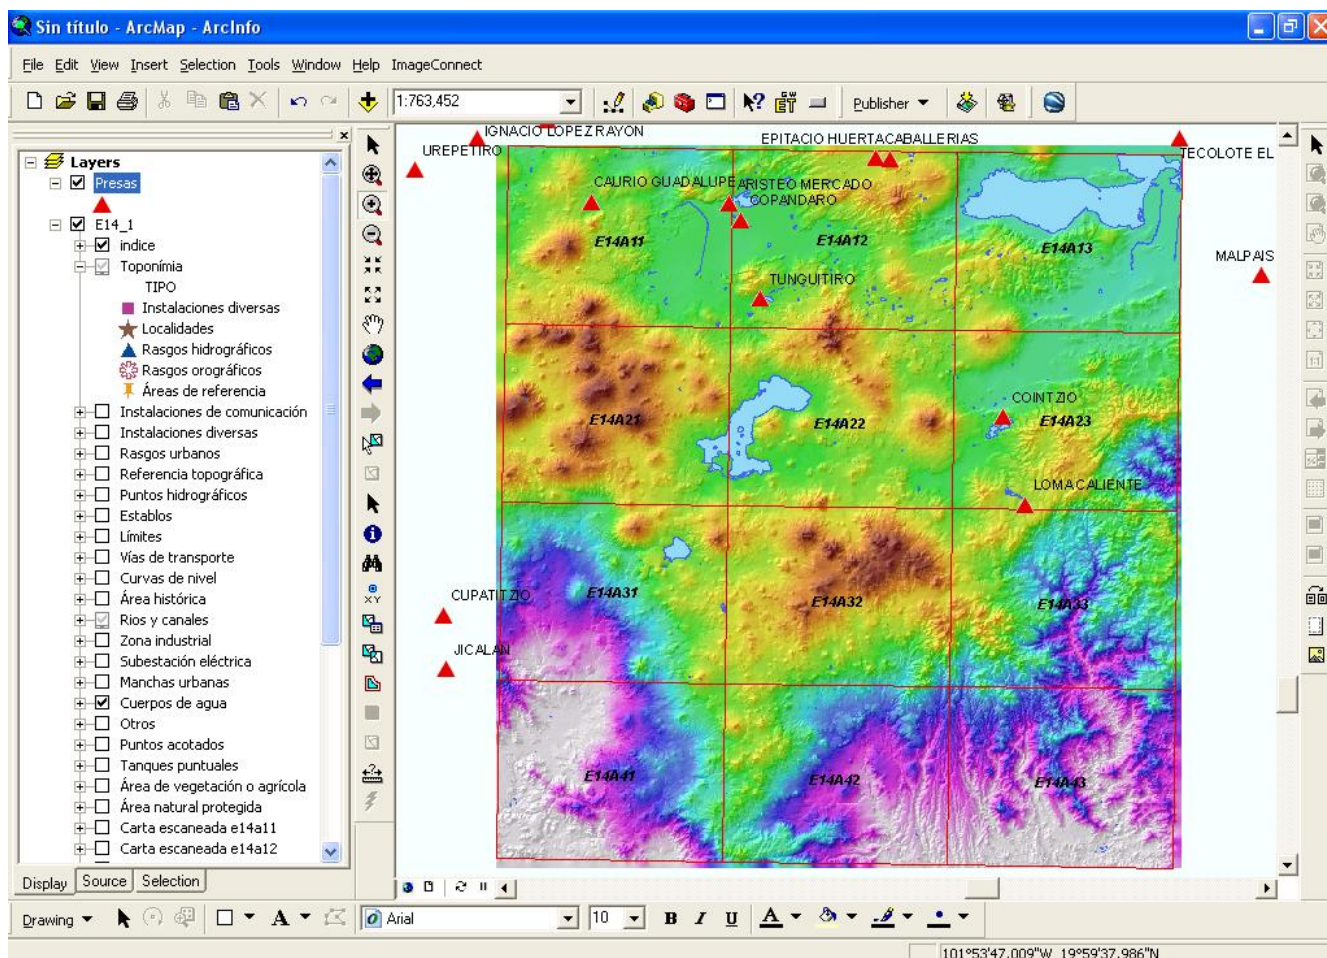 Sin título - ArcMap - ArcInfo
File Edit View Insert Selection Tools Window Help ImageConnect
1:763,452
Publisher
Layers
Presas
E14_1
indice
Toponímia
TIPO
Instalaciones diversas
Localidades
Rasgos hidrográficos
Rasgos orográficos
Áreas de referencia
Instalaciones de comunicación
Instalaciones diversas
Rasgos urbanos
Referencia topográfica
Puntos hidrográficos
Establos
Límites
Vías de transporte
Curvas de nivel
Área histórica
Rios y canales
Zona industrial
Subestación eléctrica
Manchas urbanas
Cuerpos de agua
Otros
Puntos acotados
Tanques puntuales
Área de vegetación o agrícola
Área natural protegida
Carta escaneada e14a11
Carta escaneada e14a12
Display Source Selection
IGNACIO LOPEZ RAYON
UREPETIRO
EPITACIO HUERTA CABALLERIAS
TECOLOTE EL
CAURIO GUADALUPE ARISTEO MERCADO
COPANDARO
E14A11 E14A12 E14A13
MALPAIS
TUNGUITIRO
COINTZIO
E14A21 E14A22 E14A23
LOMA CALIENTE
CUPATITZIO
E14A31 E14A32 E14A33
JICALAN
E14A41 E14A42 E14A43
XY
1:1
Drawing A Arial 10 B I U A
101°53'47.009"W 19°59'37.986"N